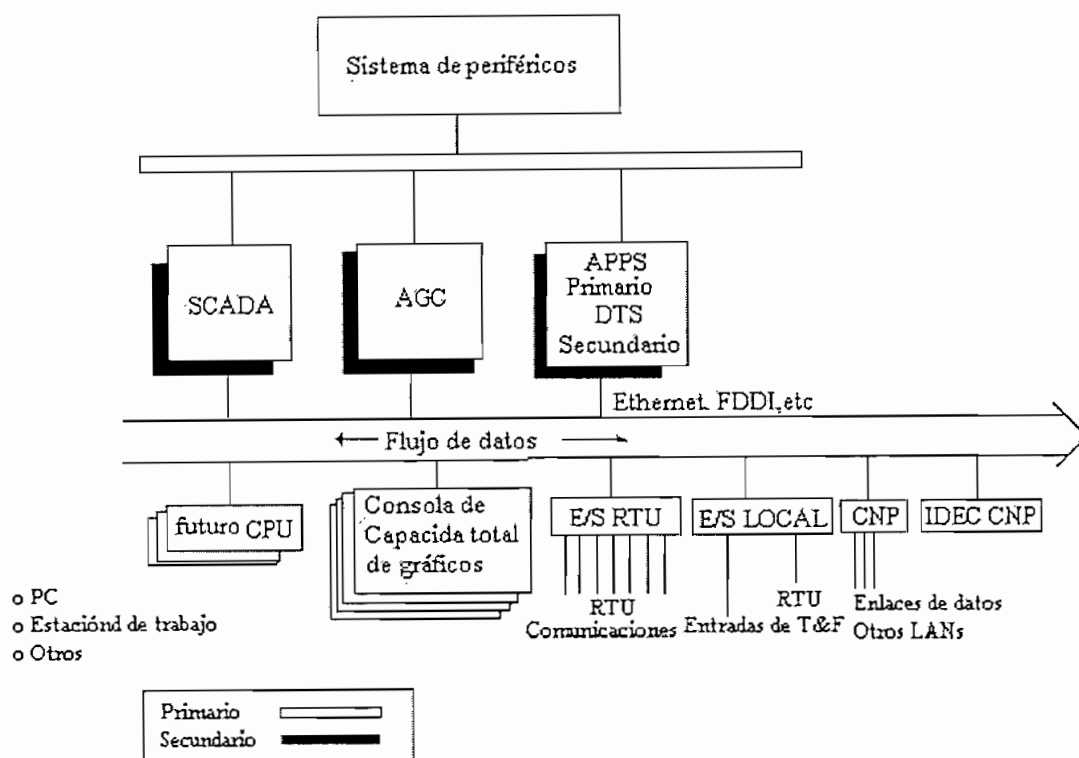 Sistema de periféricos
SCADA
AGC
APPS
Primario
DTS
Secundario
Ethernet FDDI,etc
Flujo de datos
futuro CPU
Consola de
Capacida total
de gráficos
E/S RTU
E/S LOCAL
CNP
IDEC CNP
o PC
o Estaciónd de trabajo
o Otros
RTU
Comunicaciones
RTU
Entradas de T&F
Enlaces de datos
Otros LANs
Primario
Secundario